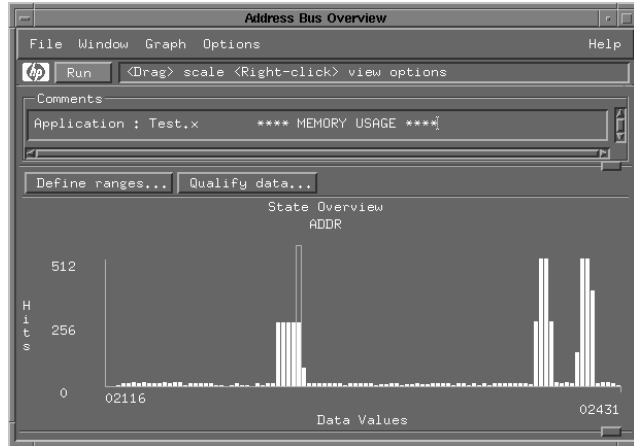 Address Bus Overview
File Window Graph Options Help
hp Run <Drag> scale <Right-click> view options
Comments
Application : Test.x **** MEMORY USAGE ****
Define ranges... Qualify data...
State Overview
ADDR
512
Hits
256
0
02116
02431
Data Values